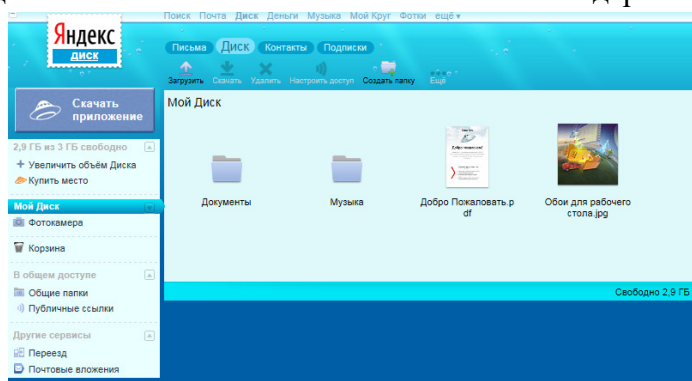 Поиск Почта Диск Деньги Музыка Мой Круг Фотки ещё
Яндекс
диск
Письма Диск Контакты Подписки
Загрузить Скачать Удалить Настроить доступ Создать папку Ещё
Скачать
приложение
Мой Диск
2,9 ГБ из 3 ГБ свободно
+ Увеличить объём Диска
Купить место
Мой Диск
Фотокамера
Корзина
В общем доступе
Общие папки
Публичные ссылки
Другие сервисы
Переезд
Почтовые вложения
Документы
Музыка
Добро Пожаловать.p
df
Обои для рабочего
стола.jpg
Свободно 2,9 ГБ